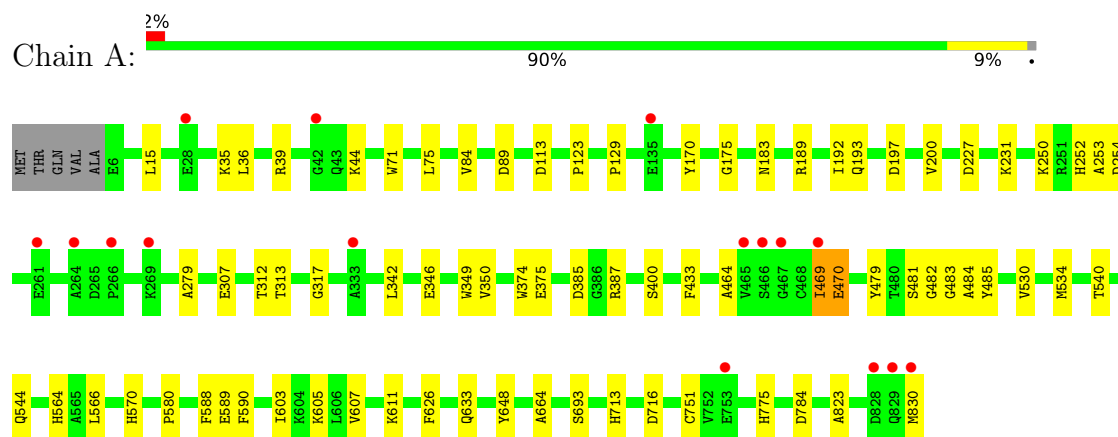 2%
Chain A:
90% 9% •
MET THR GLN VAL ALA E6 L15 E28 K35 L36 R39 G42 Q43 K44 W71 L75 V84 D89 D113 P123 P129 E135 Y170 G175 N183 R189 I192 Q193 D197 V200 D227 K231 K250 R251 H252 A253 D254
E261 A264 D265 P266 K269 A279 E307 T312 T313 G317 A333 L342 E346 W349 V350 W374 E375 D385 G386 R387 S400 F433 A464 V465 S466 G467 C468 I469 E470 Y479 T480 S481 G482 G483 A484 Y485 V530 M534 T540
Q544 H564 A565 L566 H570 P580 F588 E589 F590 I603 K604 K605 L606 V607 K611 F626 Q633 Y648 A664 S693 H713 D716 C751 V752 E753 H775 D784 A823 D828 Q829 M830